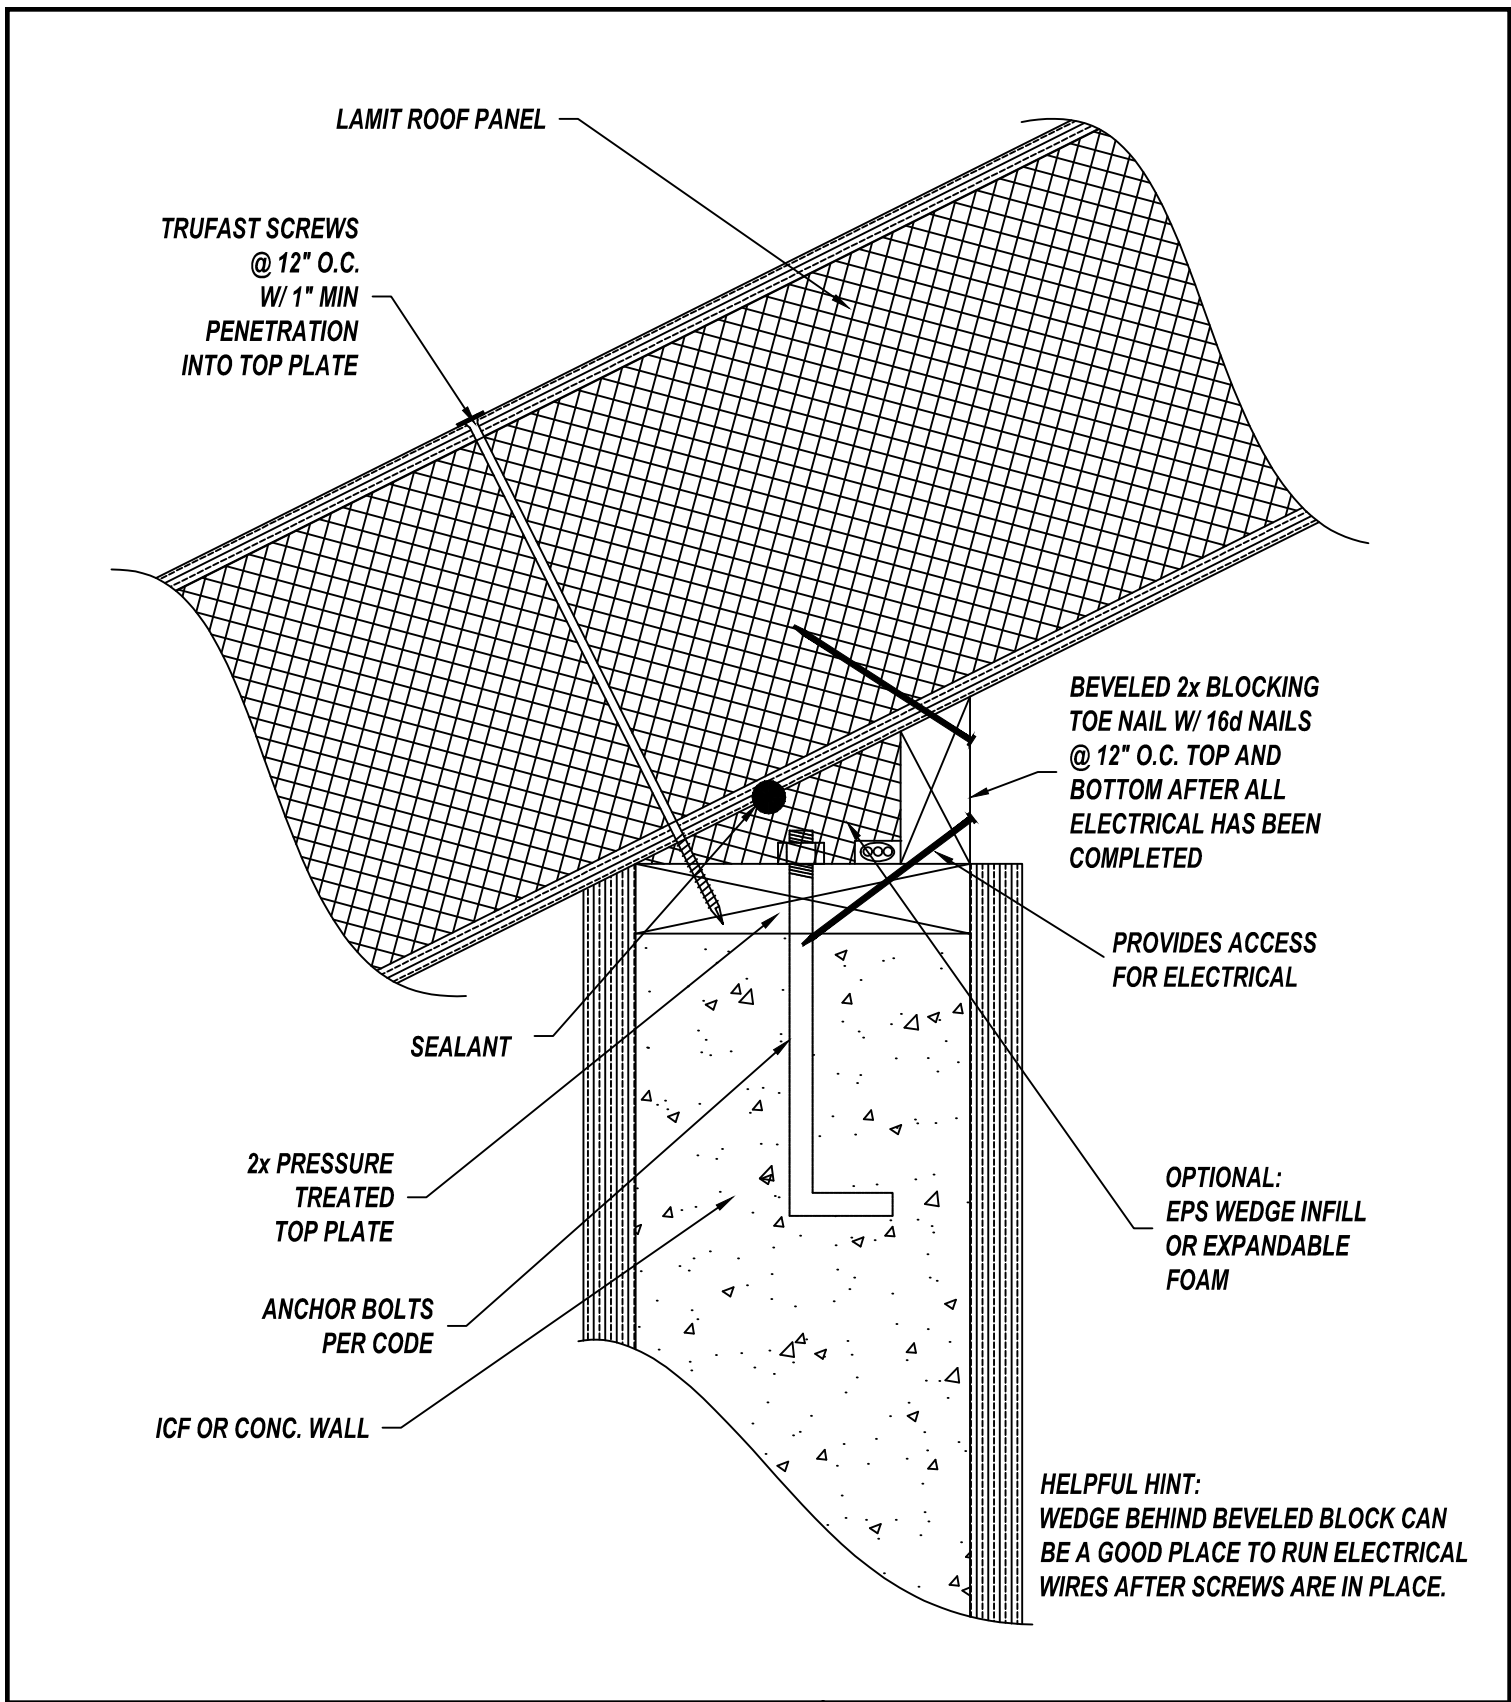 LAMIT ROOF PANEL
TRUFAST SCREWS
@ 12" O.C.
W/ 1" MIN
PENETRATION
INTO TOP PLATE
BEVELED 2x BLOCKING
TOE NAIL W/ 16d NAILS
@ 12" O.C. TOP AND
BOTTOM AFTER ALL
ELECTRICAL HAS BEEN
COMPLETED
PROVIDES ACCESS
FOR ELECTRICAL
SEALANT
2x PRESSURE
TREATED
TOP PLATE
OPTIONAL:
EPS WEDGE INFILL
OR EXPANDABLE
FOAM
ANCHOR BOLTS
PER CODE
ICF OR CONC. WALL
HELPFUL HINT:
WEDGE BEHIND BEVELED BLOCK CAN
BE A GOOD PLACE TO RUN ELECTRICAL
WIRES AFTER SCREWS ARE IN PLACE.